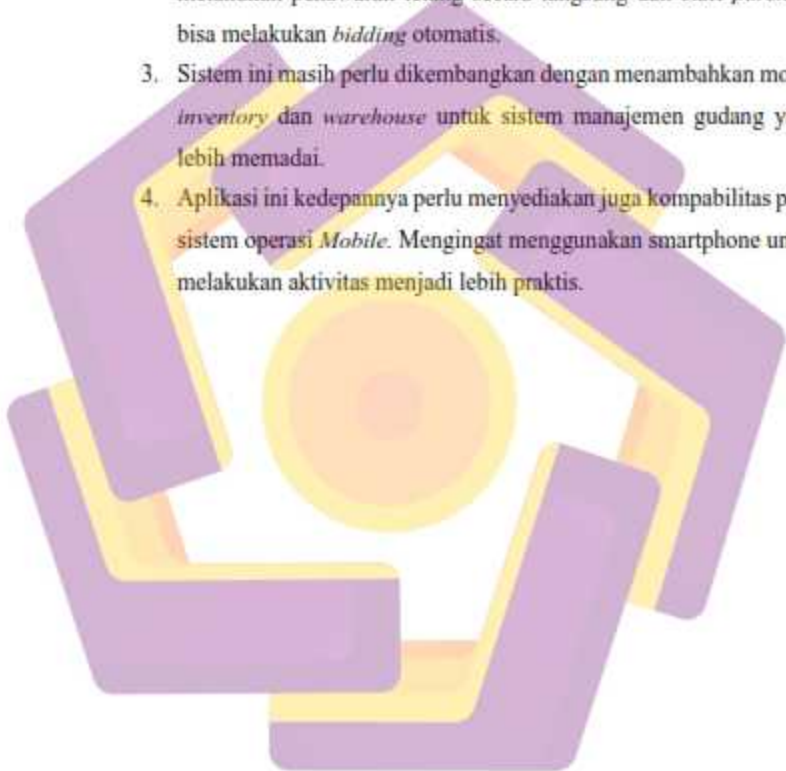 bisa melakukan bidding otomatis.
3. Sistem ini masih perlu dikembangkan dengan menambahkan
inventory dan warehouse untuk sistem manajemen gudang
lebih memadai.
4. Aplikasi ini kedepannya perlu menyediakan juga kompabilitas
sistem operasi Mobile. Mengingat menggunakan smartphone
melakukan aktivitas menjadi lebih praktis.